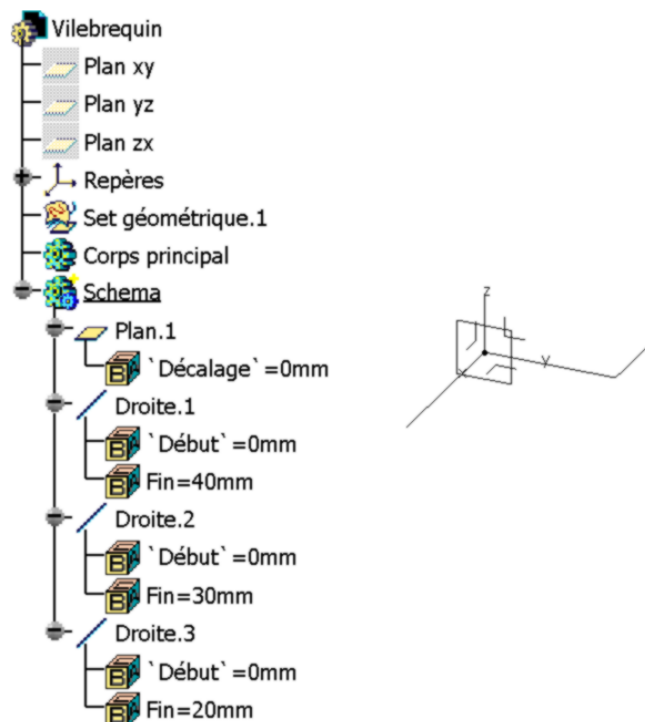 Vilebrequin
Plan xy
Plan yz
Plan zx
Repères
Set géométrique.1
Corps principal
Schema
Plan.1
`Décalage`=0mm
Droite.1
`Début`=0mm
Fin=40mm
Droite.2
`Début`=0mm
Fin=30mm
Droite.3
`Début`=0mm
Fin=20mm
z
y
x